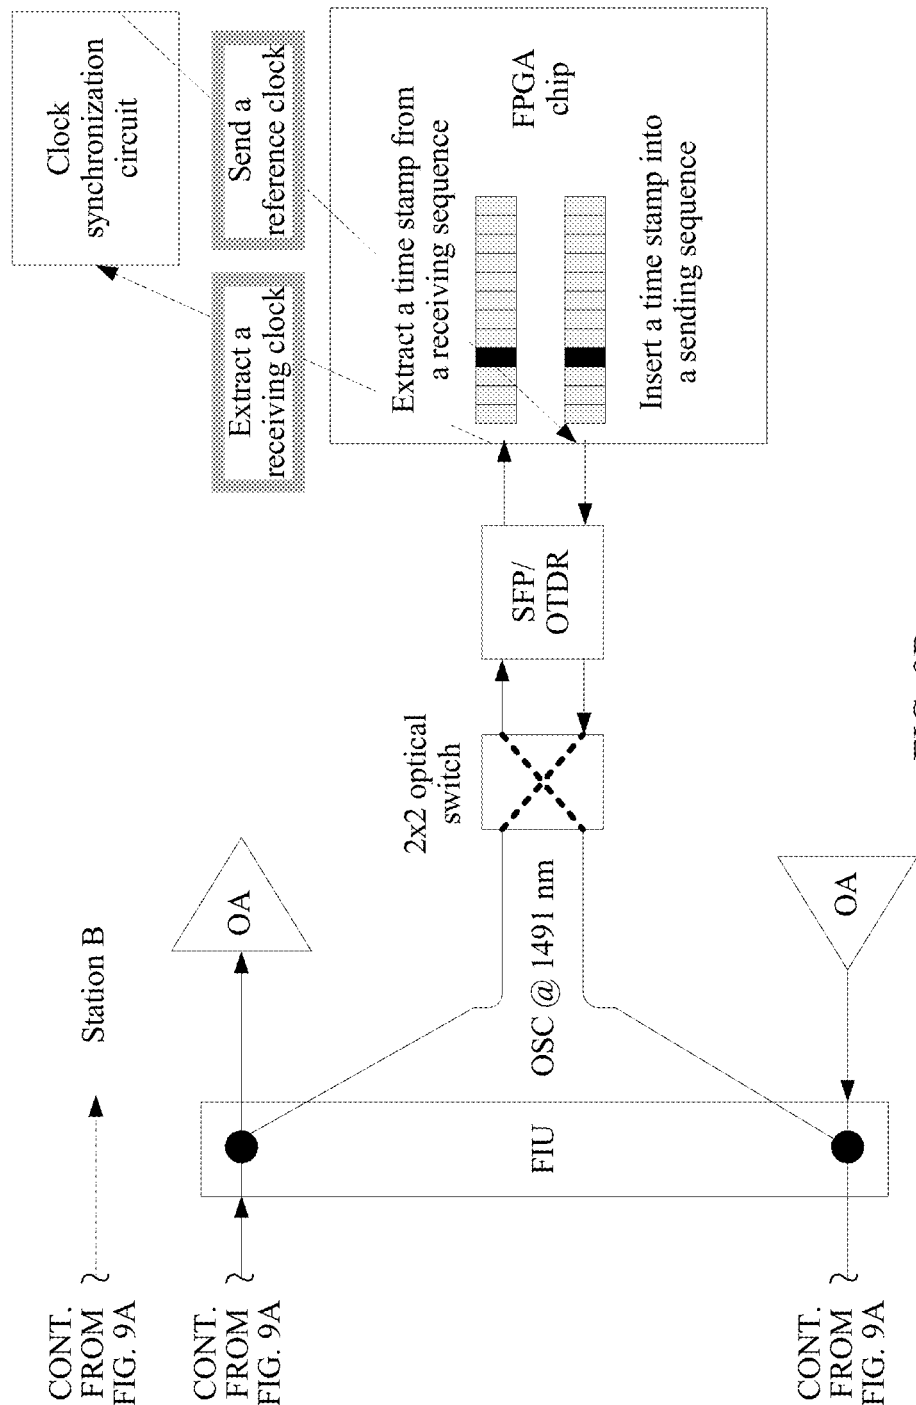 CONT.
FROM
FIG. 9A
Station B
CONT.
FROM
FIG. 9A
OA
FIU
OSC @ 1491 nm
2x2 optical
switch
SFP/
OTDR
Extract a
receiving clock
Send a
reference clock
Clock
synchronization
circuit
Extract a time stamp from
a receiving sequence
FPGA
chip
Insert a time stamp into
a sending sequence
CONT.
FROM
FIG. 9A
OA